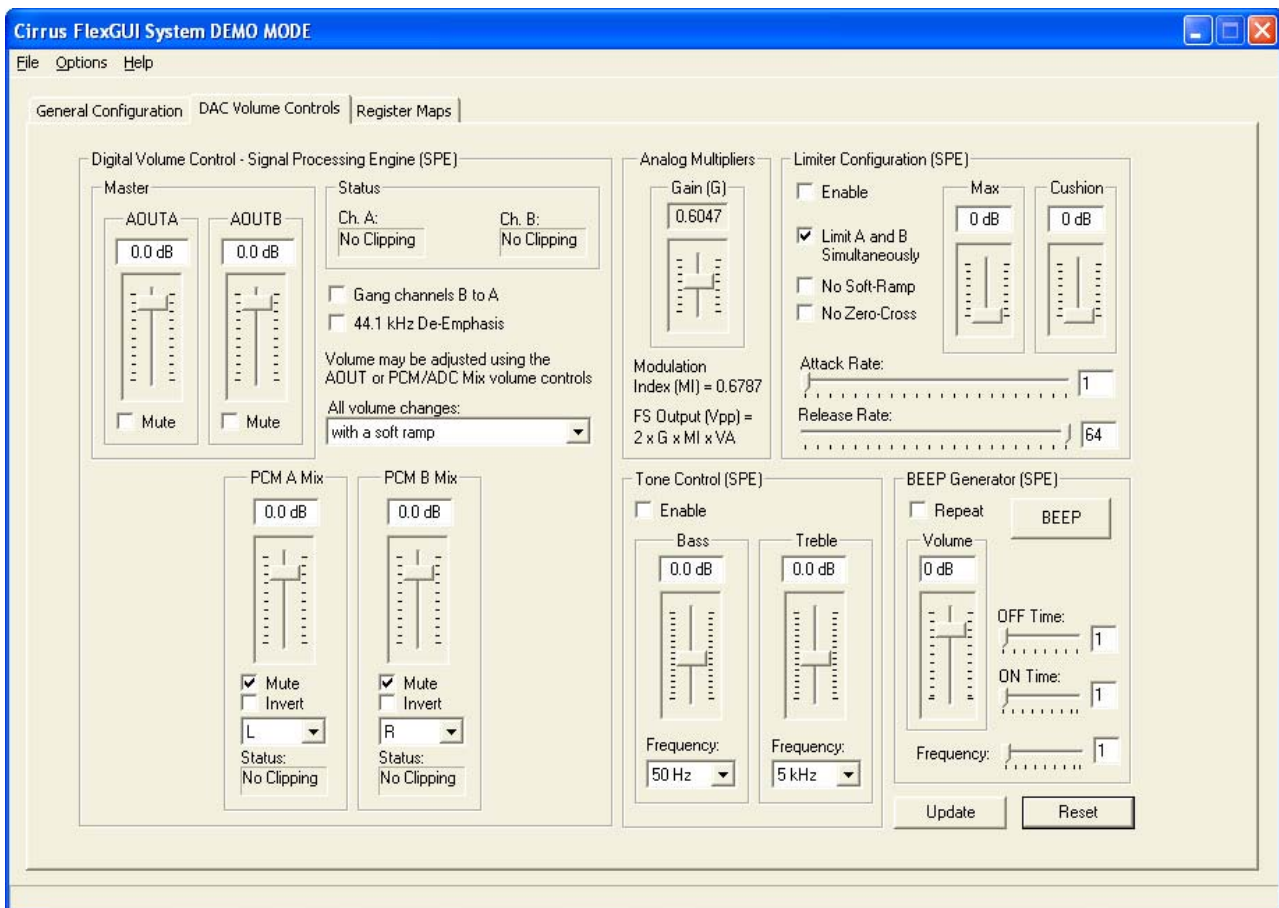 Cirrus FlexGUI System DEMO MODE
File Options Help
General Configuration DAC Volume Controls Register Maps
Digital Volume Control - Signal Processing Engine (SPE)
Master
AOUTA
0.0 dB
Mute
AOUTB
0.0 dB
Mute
Status
Ch. A:
No Clipping
Ch. B:
No Clipping
Gang channels B to A
44.1 kHz De-Emphasis
Volume may be adjusted using the
AOUT or PCM/ADC Mix volume controls
All volume changes:
with a soft ramp
PCM A Mix
0.0 dB
Mute
Invert
L
Status:
No Clipping
PCM B Mix
0.0 dB
Mute
Invert
R
Status:
No Clipping
Analog Multipliers
Gain (G)
0.6047
Modulation
Index (MI) = 0.6787
FS Output (Vpp) =
2 x G x MI x VA
Limiter Configuration (SPE)
Enable
Limit A and B
Simultaneously
No Soft-Ramp
No Zero-Cross
Max
0 dB
Cushion
0 dB
Attack Rate:
1
Release Rate:
64
Tone Control (SPE)
Enable
Bass
0.0 dB
Frequency:
50 Hz
Treble
0.0 dB
Frequency:
5 kHz
BEEP Generator (SPE)
Repeat
BEEP
Volume
0 dB
OFF Time:
1
ON Time:
1
Frequency:
1
Update
Reset